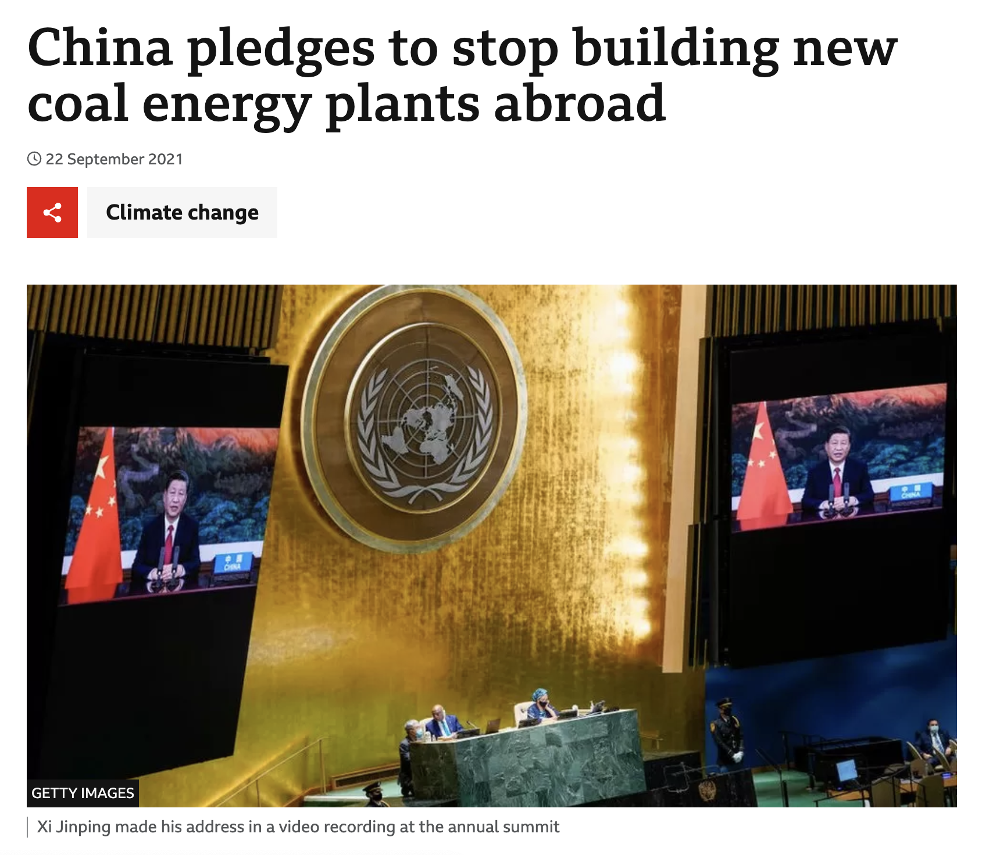 China pledges to stop building new
coal energy plants abroad
22 September 2021
Climate change
中国
CHINA
中国
CHINA
GETTY IMAGES
Xi Jinping made his address in a video recording at the annual summit